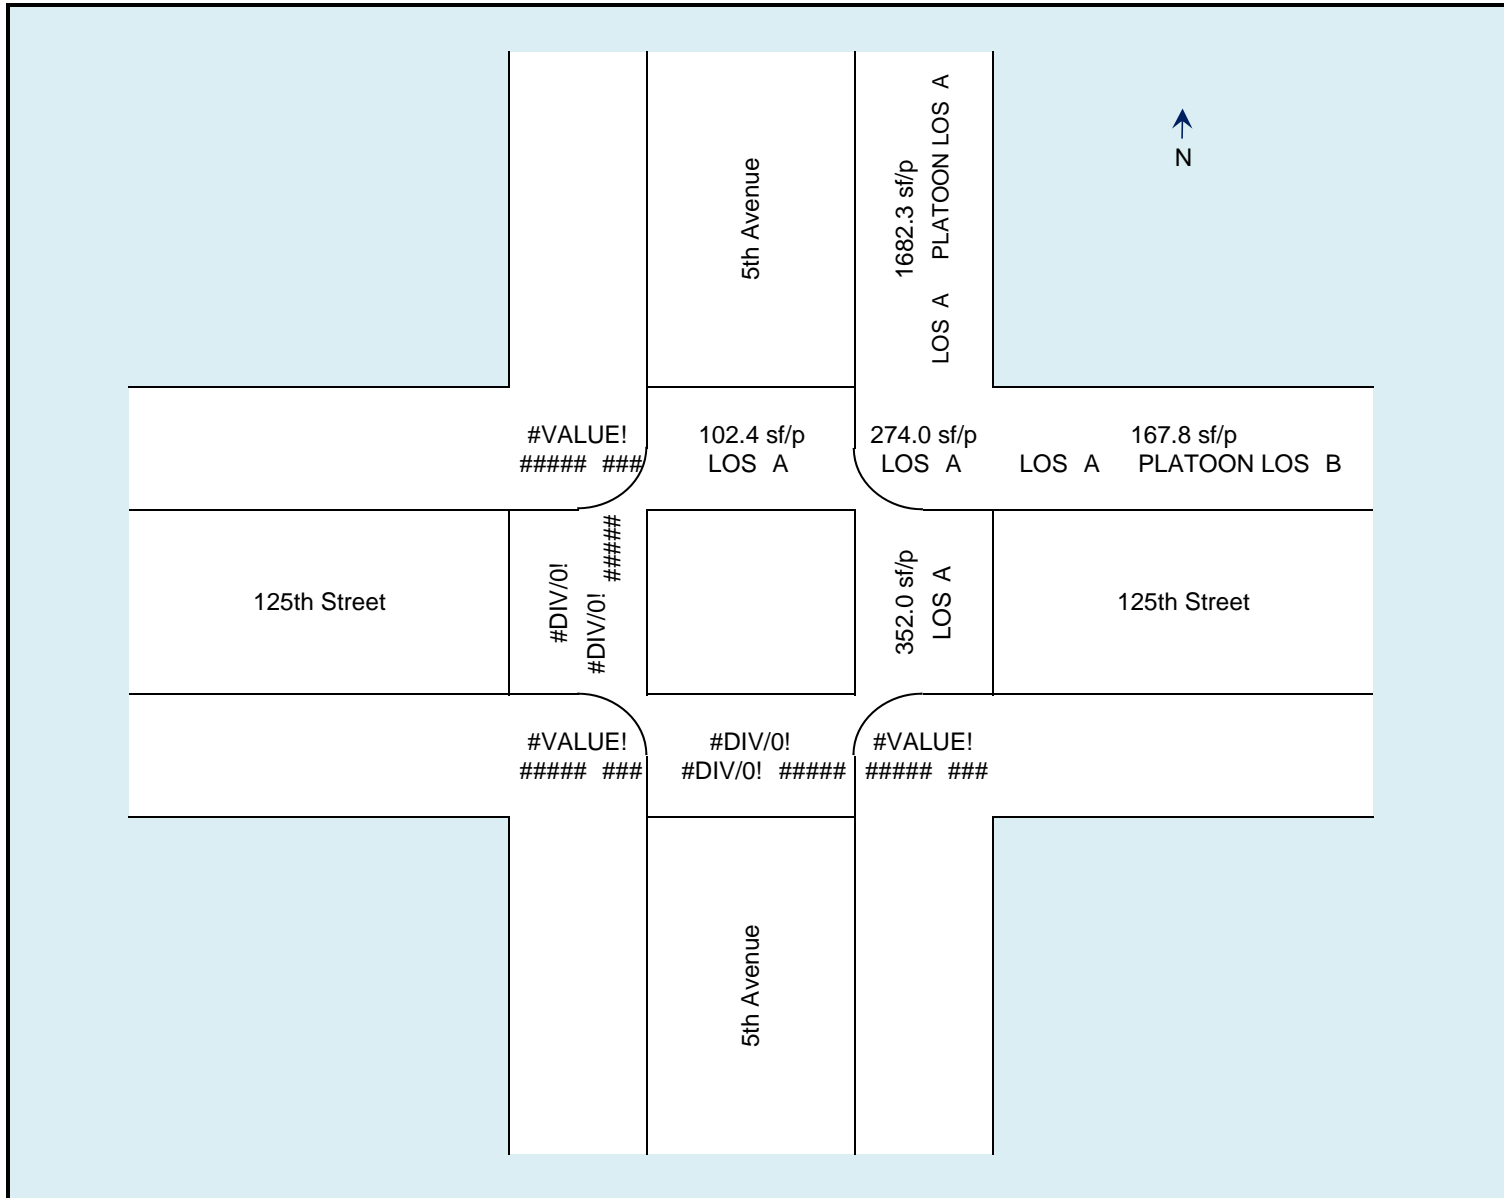 N
5th Avenue
1682.3 sf/p
LOS A PLATOON LOS A
#VALUE!
##### ###
102.4 sf/p
LOS A
274.0 sf/p
LOS A
167.8 sf/p
LOS A PLATOON LOS B
125th Street
#DIV/0!
#DIV/0! #####
352.0 sf/p
LOS A
125th Street
#VALUE!
##### ###
#DIV/0!
#DIV/0! #####
#VALUE!
##### ###
5th Avenue